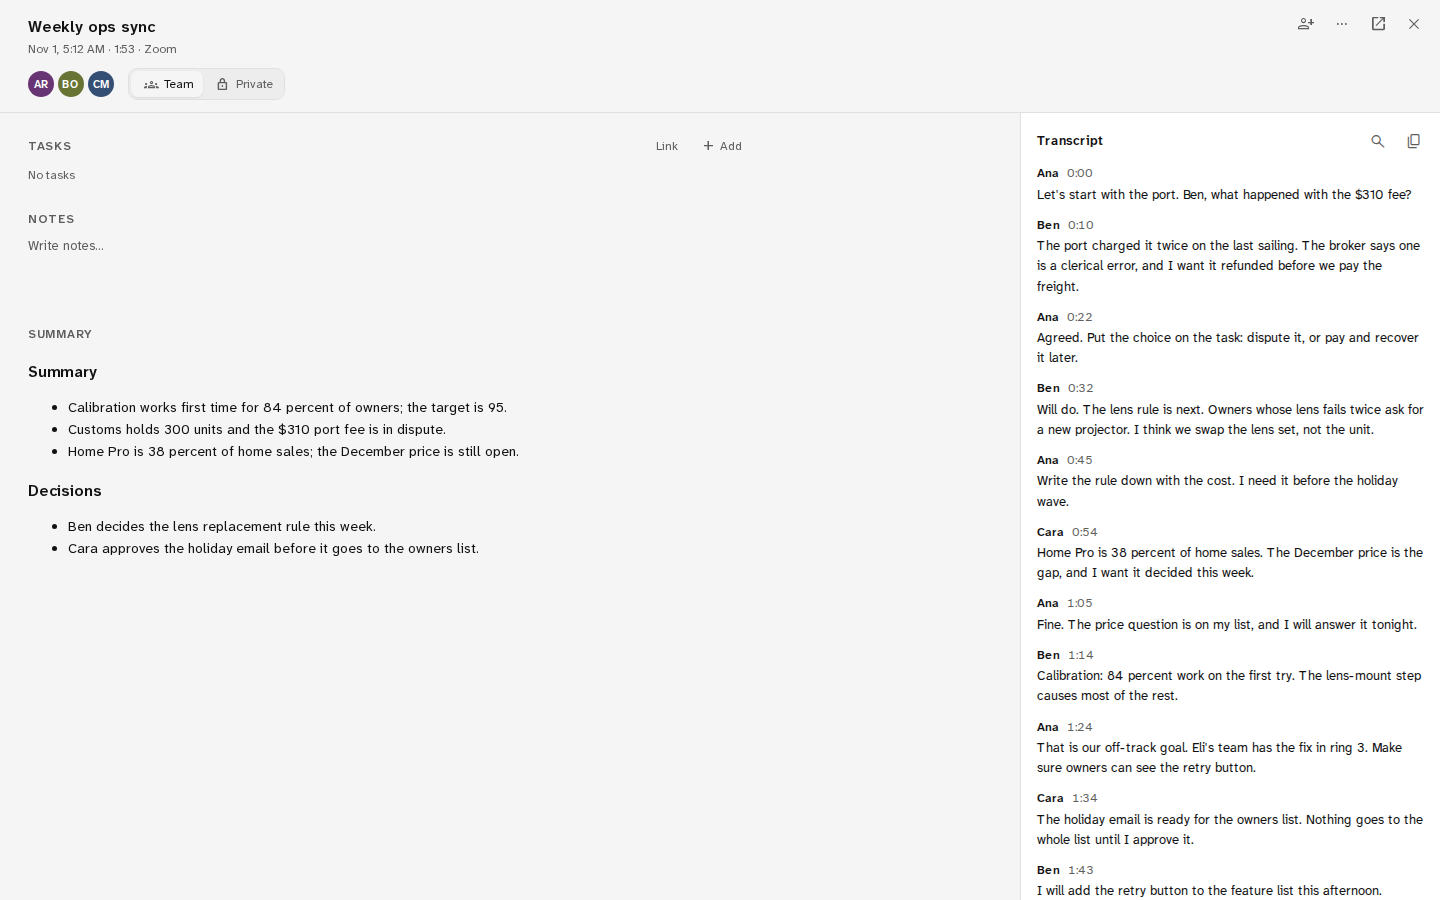 Weekly ops sync
Nov 1, 5:12 AM · 1:53 · Zoom
AR BO CM Team Private
TASKS Link + Add
No tasks
NOTES
Write notes...
SUMMARY
Summary
• Calibration works first time for 84 percent of owners; the target is 95.
• Customs holds 300 units and the $310 port fee is in dispute.
• Home Pro is 38 percent of home sales; the December price is still open.
Decisions
• Ben decides the lens replacement rule this week.
• Cara approves the holiday email before it goes to the owners list.
Transcript
Ana 0:00
Let's start with the port. Ben, what happened with the $310 fee?
Ben 0:10
The port charged it twice on the last sailing. The broker says one
is a clerical error, and I want it refunded before we pay the
freight.
Ana 0:22
Agreed. Put the choice on the task: dispute it, or pay and recover
it later.
Ben 0:32
Will do. The lens rule is next. Owners whose lens fails twice ask for
a new projector. I think we swap the lens set, not the unit.
Ana 0:45
Write the rule down with the cost. I need it before the holiday
wave.
Cara 0:54
Home Pro is 38 percent of home sales. The December price is the
gap, and I want it decided this week.
Ana 1:05
Fine. The price question is on my list, and I will answer it tonight.
Ben 1:14
Calibration: 84 percent work on the first try. The lens-mount step
causes most of the rest.
Ana 1:24
That is our off-track goal. Eli's team has the fix in ring 3. Make
sure owners can see the retry button.
Cara 1:34
The holiday email is ready for the owners list. Nothing goes to the
whole list until I approve it.
Ben 1:43
I will add the retry button to the feature list this afternoon.